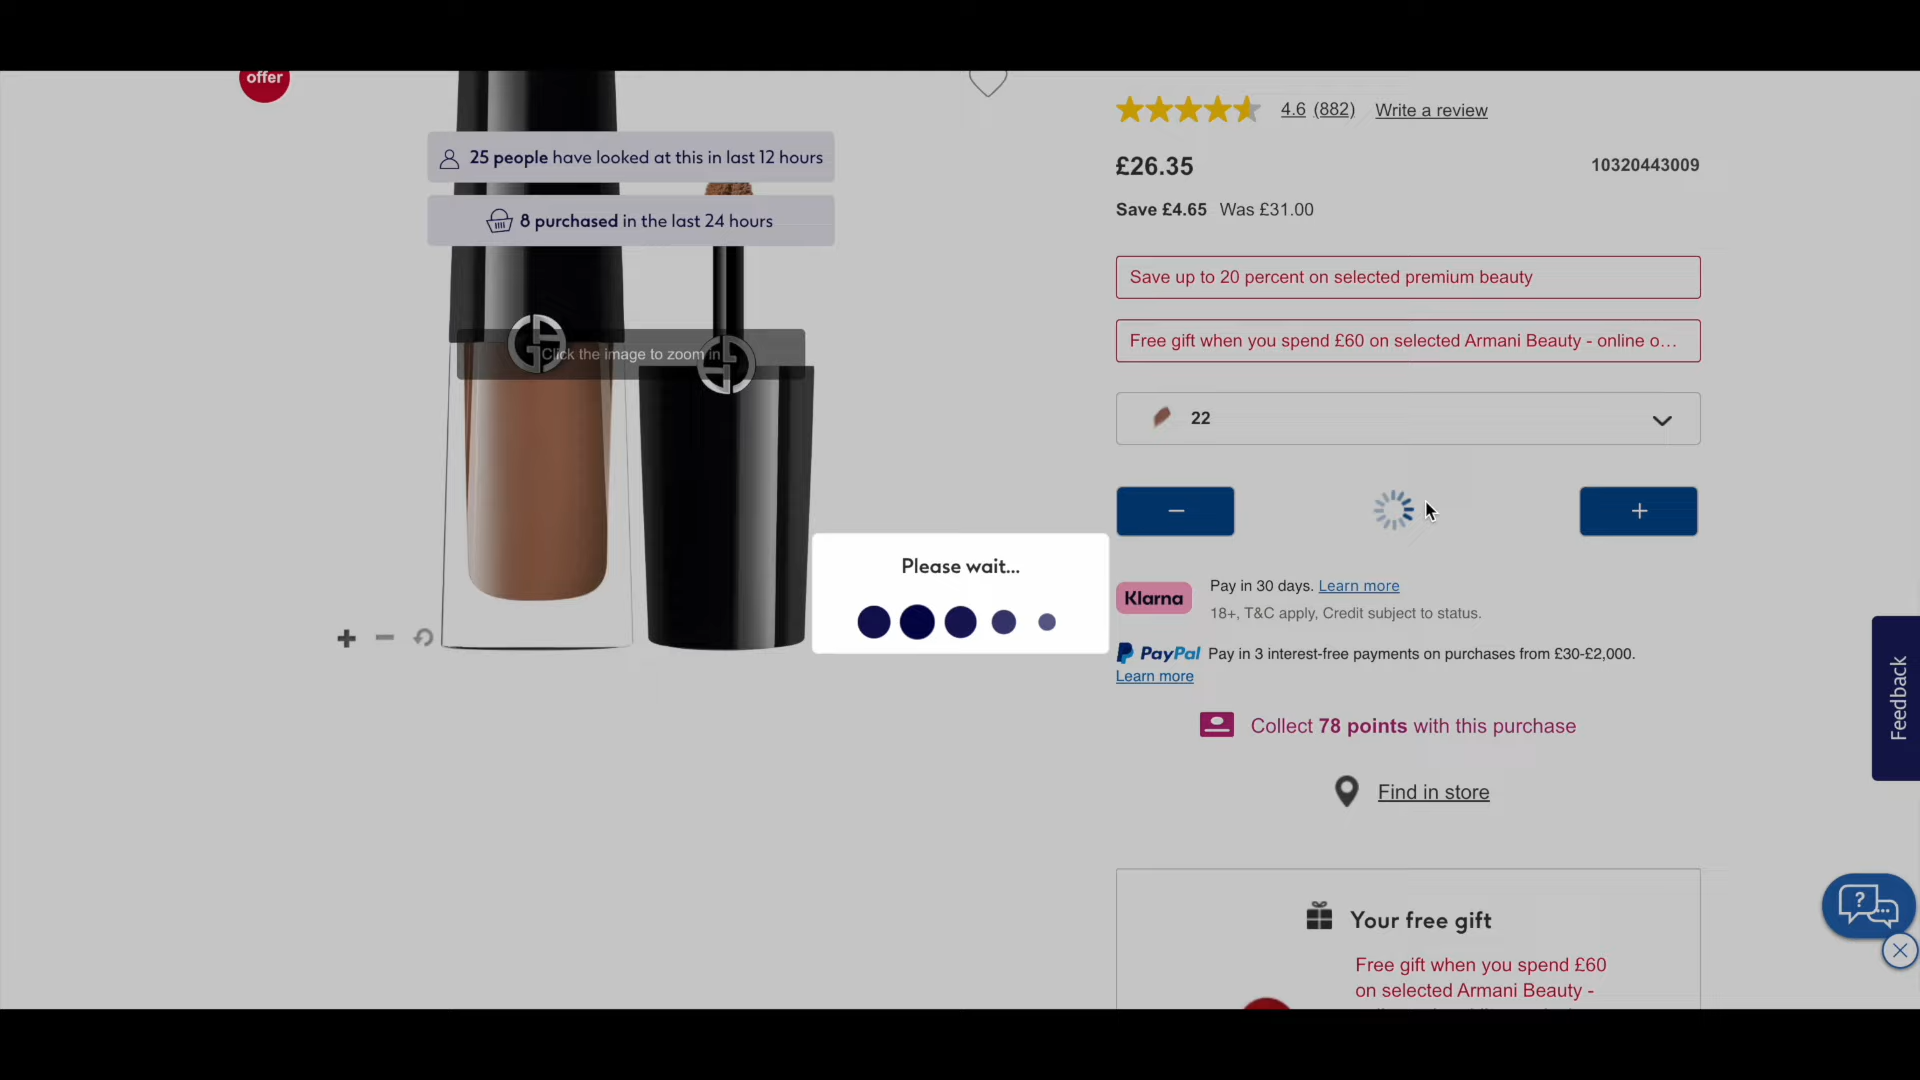 offer
25 people have looked at this in last 12 hours
8 purchased in the last 24 hours
Click the image to zoom in
4.6 (882) Write a review
£26.35 10320443009
Save £4.65 Was £31.00
Save up to 20 percent on selected premium beauty
Free gift when you spend £60 on selected Armani Beauty - online o...
22
Please wait...
Klarna
Pay in 30 days. Learn more
18+, T&C apply, Credit subject to status.
PayPal Pay in 3 interest-free payments on purchases from £30-£2,000.
Learn more
Collect 78 points with this purchase
Find in store
Feedback
Your free gift
Free gift when you spend £60
on selected Armani Beauty -